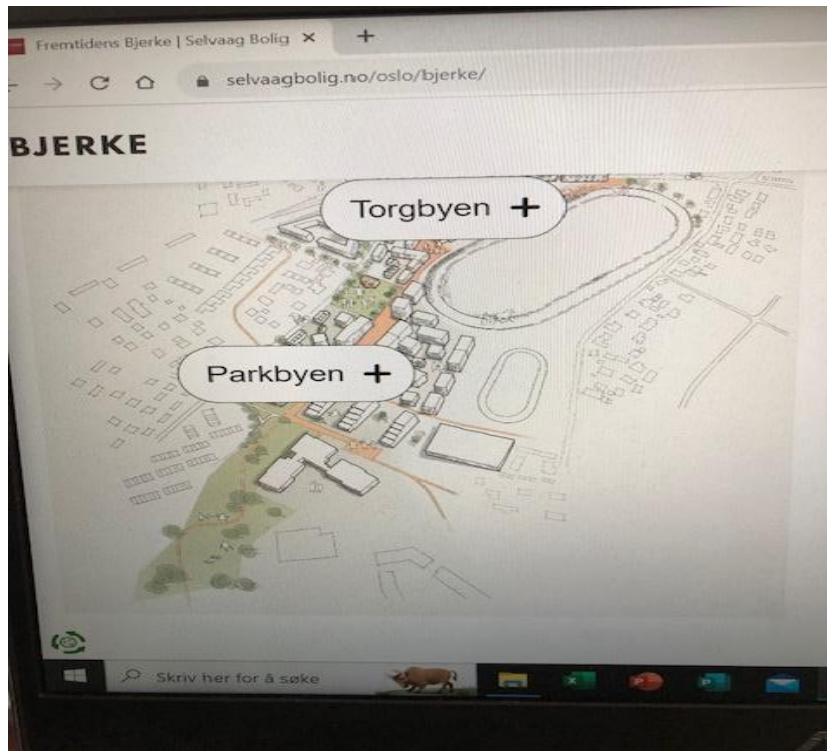 Fremtidens Bjerke | Selvaag Bolig
selvaagbolig.no/oslo/bjerke/
BJERKE
Torgbyen
Parkbyen
Skriv her for å søke